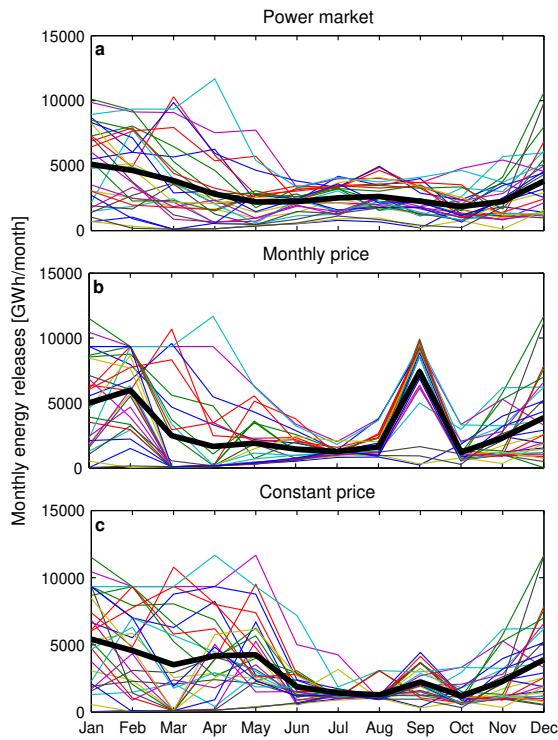 Power market
15000
a
10000
5000
0
Monthly price
15000
b
10000
5000
0
Constant price
15000
c
10000
5000
0
Jan Feb Mar Apr May Jun Jul Aug Sep Oct Nov Dec
Monthly energy releases [GWh/month]